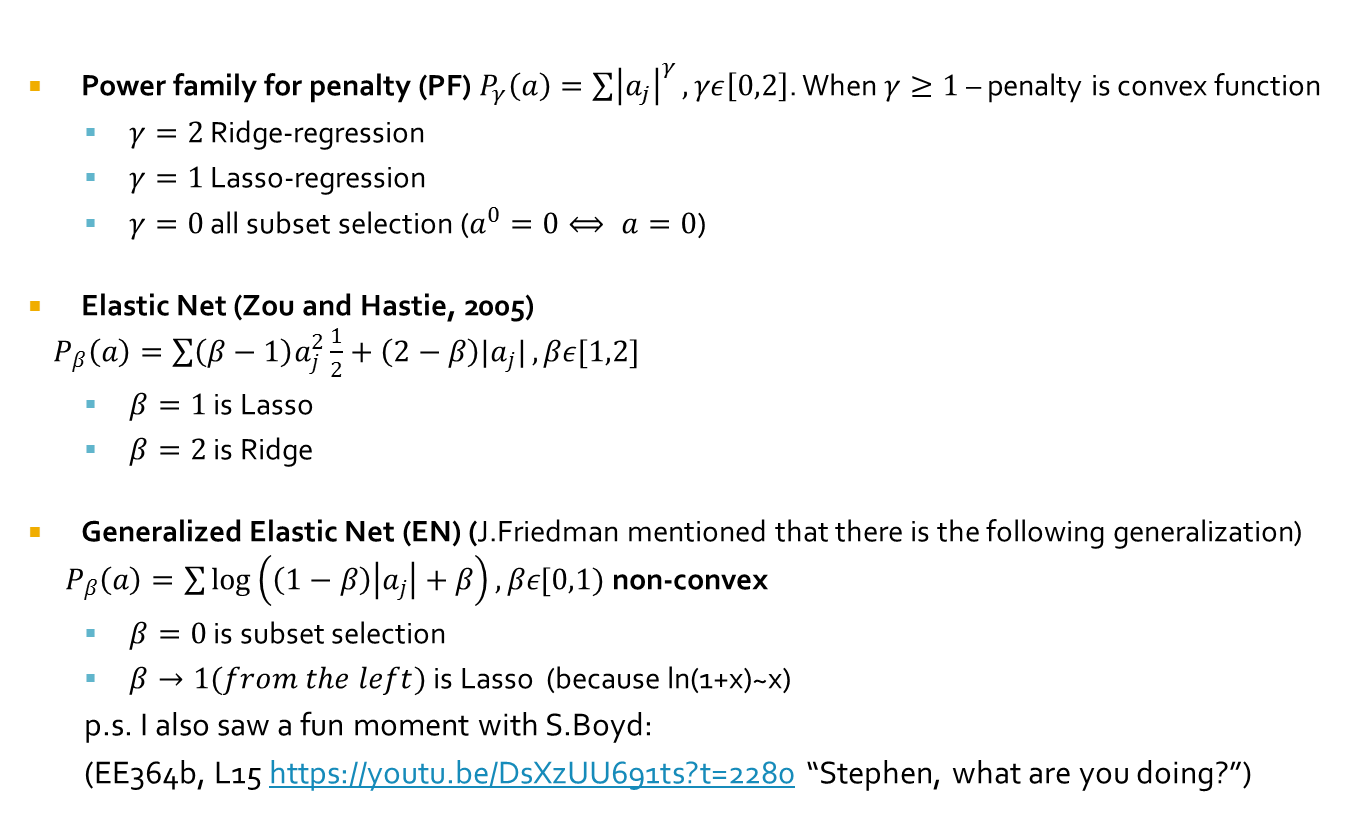 ▪ Power family for penalty (PF) P_γ(a) = ∑|a_j|^γ , γϵ[0,2]. When γ ≥ 1 – penalty is convex function
▪ γ = 2 Ridge-regression
▪ γ = 1 Lasso-regression
▪ γ = 0 all subset selection (a^0 = 0 ⟺ a = 0)
▪ Elastic Net (Zou and Hastie, 2005)
P_β(a) = ∑(β − 1)a_j^2 1/2 + (2 − β)|a_j| , βϵ[1,2]
▪ β = 1 is Lasso
▪ β = 2 is Ridge
▪ Generalized Elastic Net (EN) (J.Friedman mentioned that there is the following generalization)
P_β(a) = ∑ log((1 − β)|a_j| + β) , βϵ[0,1) non-convex
▪ β = 0 is subset selection
▪ β → 1(from the left) is Lasso (because ln(1+x)~x)
p.s. I also saw a fun moment with S.Boyd:
(EE364b, L15 https://youtu.be/DsXzUU691ts?t=2280 “Stephen, what are you doing?”)